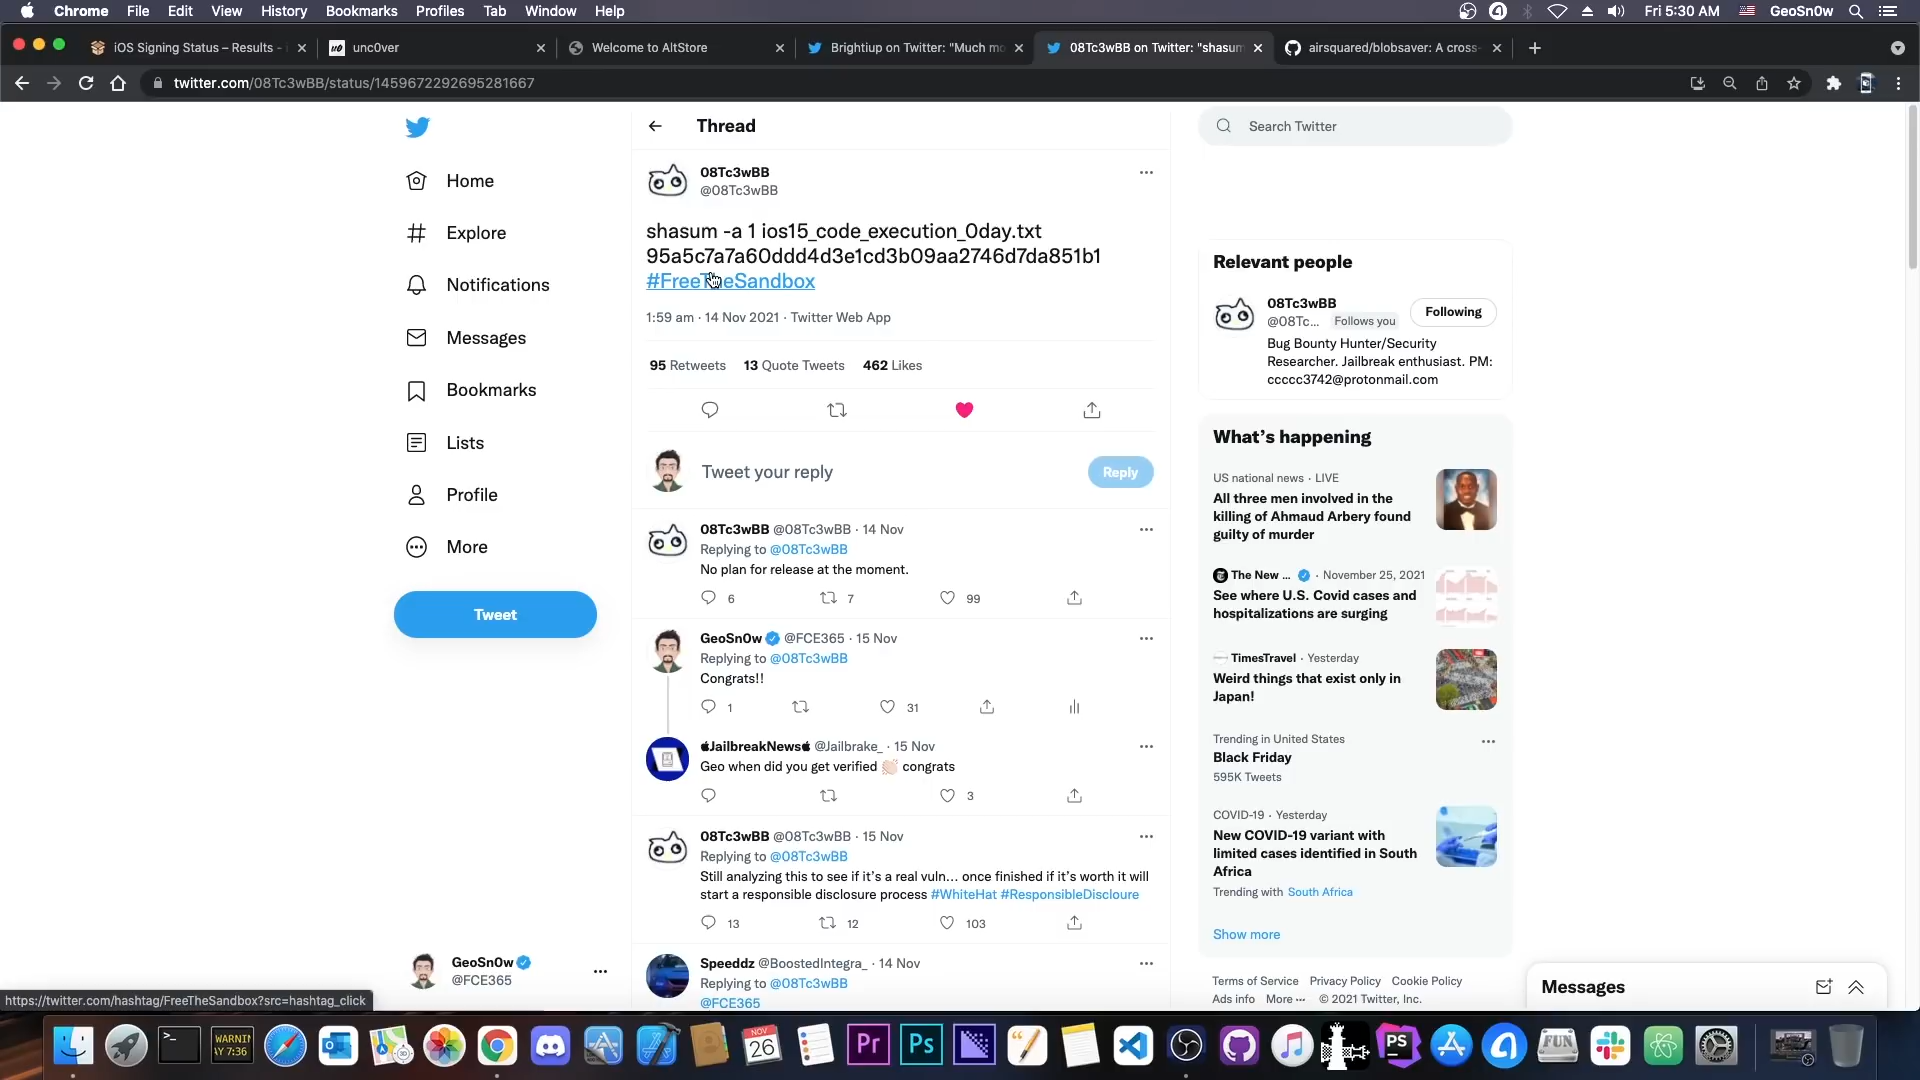 Chrome File Edit View History Bookmarks Profiles Tab Window Help Fri 5:30 AM GeoSn0w
iOS Signing Status – Results -
unc0ver
Welcome to AltStore
Brightiup on Twitter: "Much mo
08Tc3wBB on Twitter: "shasum
airsquared/blobsaver: A cross-
twitter.com/08Tc3wBB/status/1459672292695281667
Home
Explore
Notifications
Messages
Bookmarks
Lists
Profile
More
Tweet
GeoSn0w
@FCE365
Thread
08Tc3wBB
@08Tc3wBB
shasum -a 1 ios15_code_execution_0day.txt
95a5c7a7a60ddd4d3e1cd3b09aa2746d7da851b1
#FreeTheSandbox
1:59 am · 14 Nov 2021 · Twitter Web App
95 Retweets 13 Quote Tweets 462 Likes
Tweet your reply
Reply
08Tc3wBB @08Tc3wBB · 14 Nov
Replying to @08Tc3wBB
No plan for release at the moment.
6 7 99
GeoSn0w @FCE365 · 15 Nov
Replying to @08Tc3wBB
Congrats!!
1 31
JailbreakNews @Jailbrake_ · 15 Nov
Geo when did you get verified 👏🏻 congrats
3
08Tc3wBB @08Tc3wBB · 15 Nov
Replying to @08Tc3wBB
Still analyzing this to see if it's a real vuln... once finished if it's worth it will
start a responsible disclosure process #WhiteHat #ResponsibleDiscloure
13 12 103
Speeddz @BoostedIntegra_ · 14 Nov
Replying to @08Tc3wBB
@FCE365
Search Twitter
Relevant people
08Tc3wBB
@08Tc... Follows you
Following
Bug Bounty Hunter/Security
Researcher. Jailbreak enthusiast. PM:
ccccc3742@protonmail.com
What's happening
US national news · LIVE
All three men involved in the
killing of Ahmaud Arbery found
guilty of murder
The New ... · November 25, 2021
See where U.S. Covid cases and
hospitalizations are surging
TimesTravel · Yesterday
Weird things that exist only in
Japan!
Trending in United States
Black Friday
595K Tweets
COVID-19 · Yesterday
New COVID-19 variant with
limited cases identified in South
Africa
Trending with South Africa
Show more
Terms of Service Privacy Policy Cookie Policy
Ads info More ··· © 2021 Twitter, Inc.
Messages
https://twitter.com/hashtag/FreeTheSandbox?src=hashtag_click
WARNIN
AY 7:36
NOV
26
Pr
Ps
PS
FUN